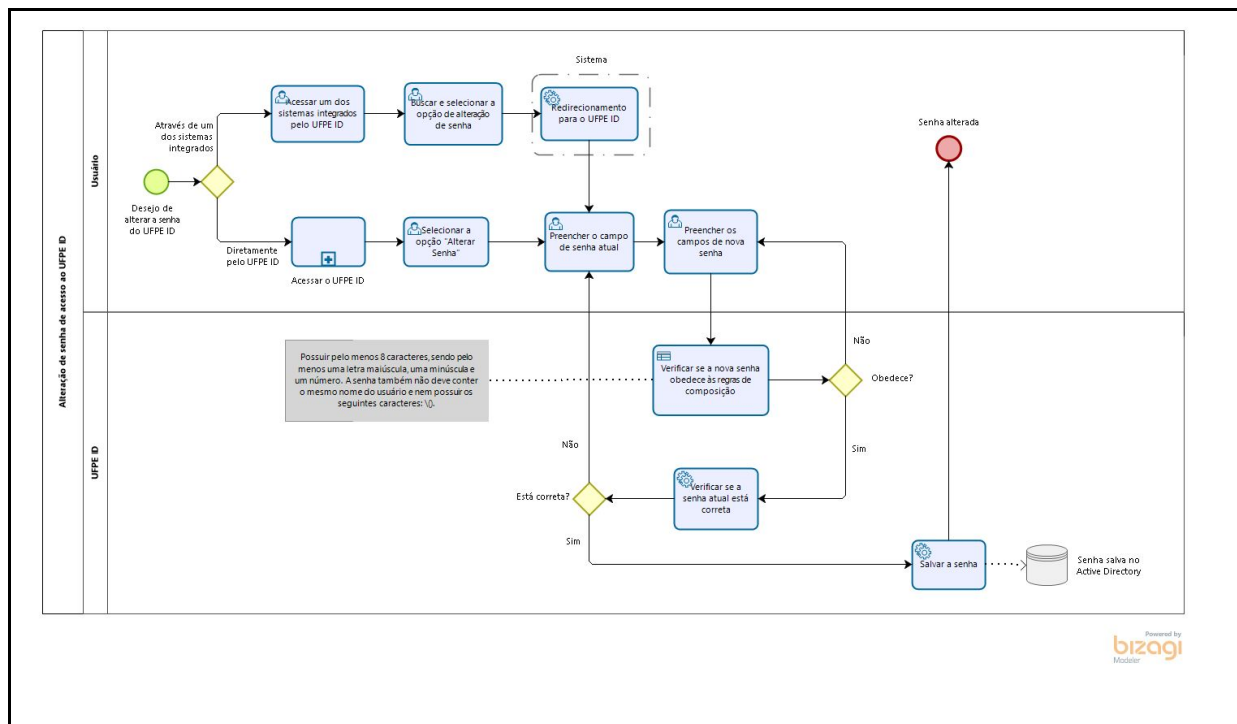 Alteração de senha de acesso ao UFPE ID
Usuário
Desejo de
alterar a senha
do UFPE ID
Através de um
dos sistemas
integrados
Acessar um dos
sistemas integrados
pelo UFPE ID
Buscar e selecionar a
opção de alteração
de senha
Sistema
Redirecionamento
para o UFPE ID
Senha alterada
Diretamente
pelo UFPE ID
Acessar o UFPE ID
Selecionar a
opção "Alterar
Senha"
Preencher o campo
de senha atual
Preencher os
campos de nova
senha
UFPE ID
Possuir pelo menos 8 caracteres, sendo pelo
menos uma letra maiúscula, uma minúscula e
um número. A senha também não deve conter
o mesmo nome do usuário e nem possuir os
seguintes caracteres: \().
Verificar se a nova senha
obedece às regras de
composição
Não
Obedece?
Sim
Não
Está correta?
Verificar se a
senha atual está
correta
Sim
Salvar a senha
Senha salva no
Active Directory
Powered by
bizagi
Modeler